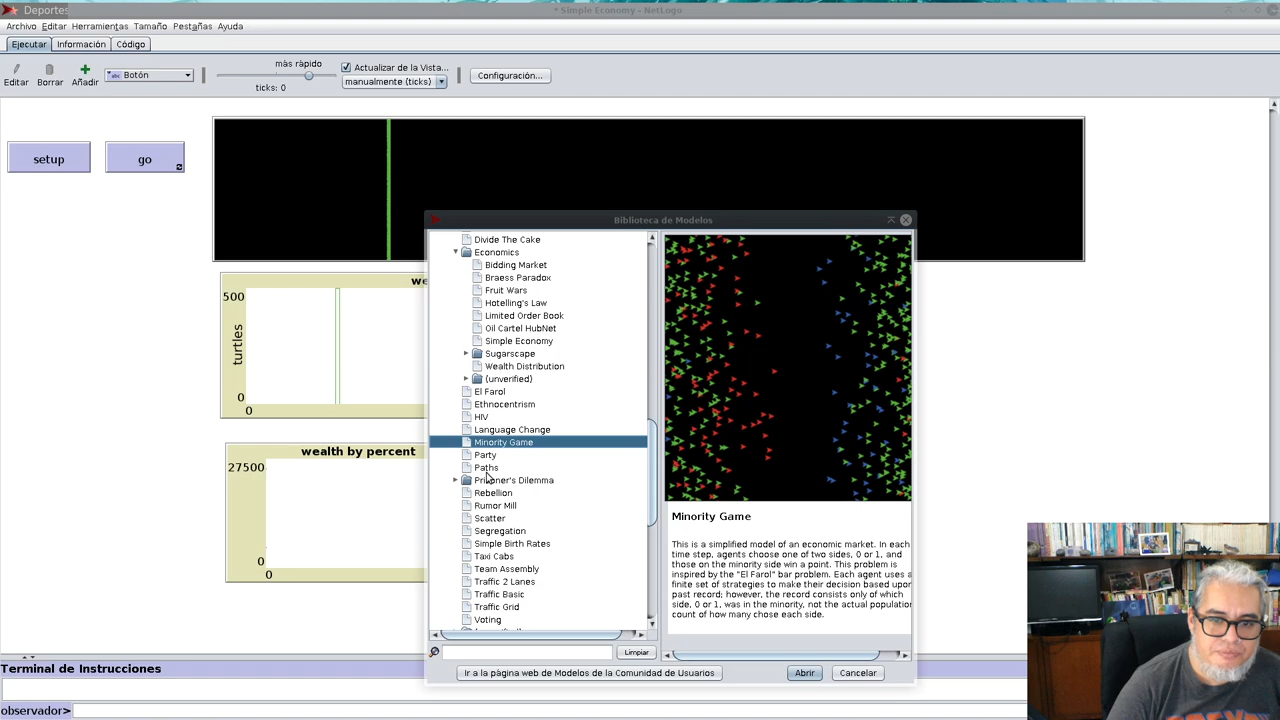 Deportes
* Simple Economy - NetLogo
Archivo Editar Herramientas Tamaño Pestañas Ayuda
Ejecutar Información Código
Editar Borrar Añadir
abc Botón
más rápido
ticks: 0
Actualizar de la Vista...
manualmente (ticks)
Configuración...
setup
go
we
500
turtles
0
0
wealth by percent
27500
0
0
Biblioteca de Modelos
Divide The Cake
Economics
Bidding Market
Braess Paradox
Fruit Wars
Hotelling's Law
Limited Order Book
Oil Cartel HubNet
Simple Economy
Sugarscape
Wealth Distribution
(unverified)
El Farol
Ethnocentrism
HIV
Language Change
Minority Game
Party
Paths
Prisoner's Dilemma
Rebellion
Rumor Mill
Scatter
Segregation
Simple Birth Rates
Taxi Cabs
Team Assembly
Traffic 2 Lanes
Traffic Basic
Traffic Grid
Voting
Minority Game
This is a simplified model of an economic market. In each
time step, agents choose one of two sides, 0 or 1, and
those on the minority side win a point. This problem is
inspired by the "El Farol" bar problem. Each agent uses a
finite set of strategies to make their decision based upon
past record; however, the record consists only of which
side, 0 or 1, was in the minority, not the actual population
count of how many chose each side.
Limpiar
Ir a la página web de Modelos de la Comunidad de Usuarios
Abrir
Cancelar
Terminal de Instrucciones
observador>